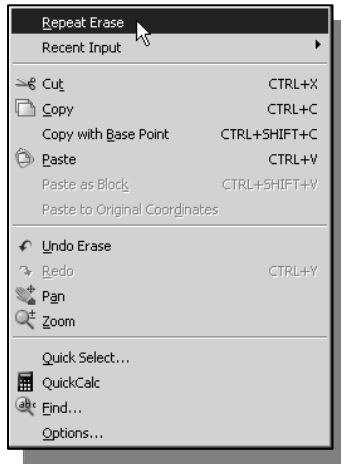 Repeat Erase
Recent Input
Cut CTRL+X
Copy CTRL+C
Copy with Base Point CTRL+SHIFT+C
Paste CTRL+V
Paste as Block CTRL+SHIFT+V
Paste to Original Coordinates
Undo Erase
Redo CTRL+Y
Pan
Zoom
Quick Select...
QuickCalc
Find...
Options...